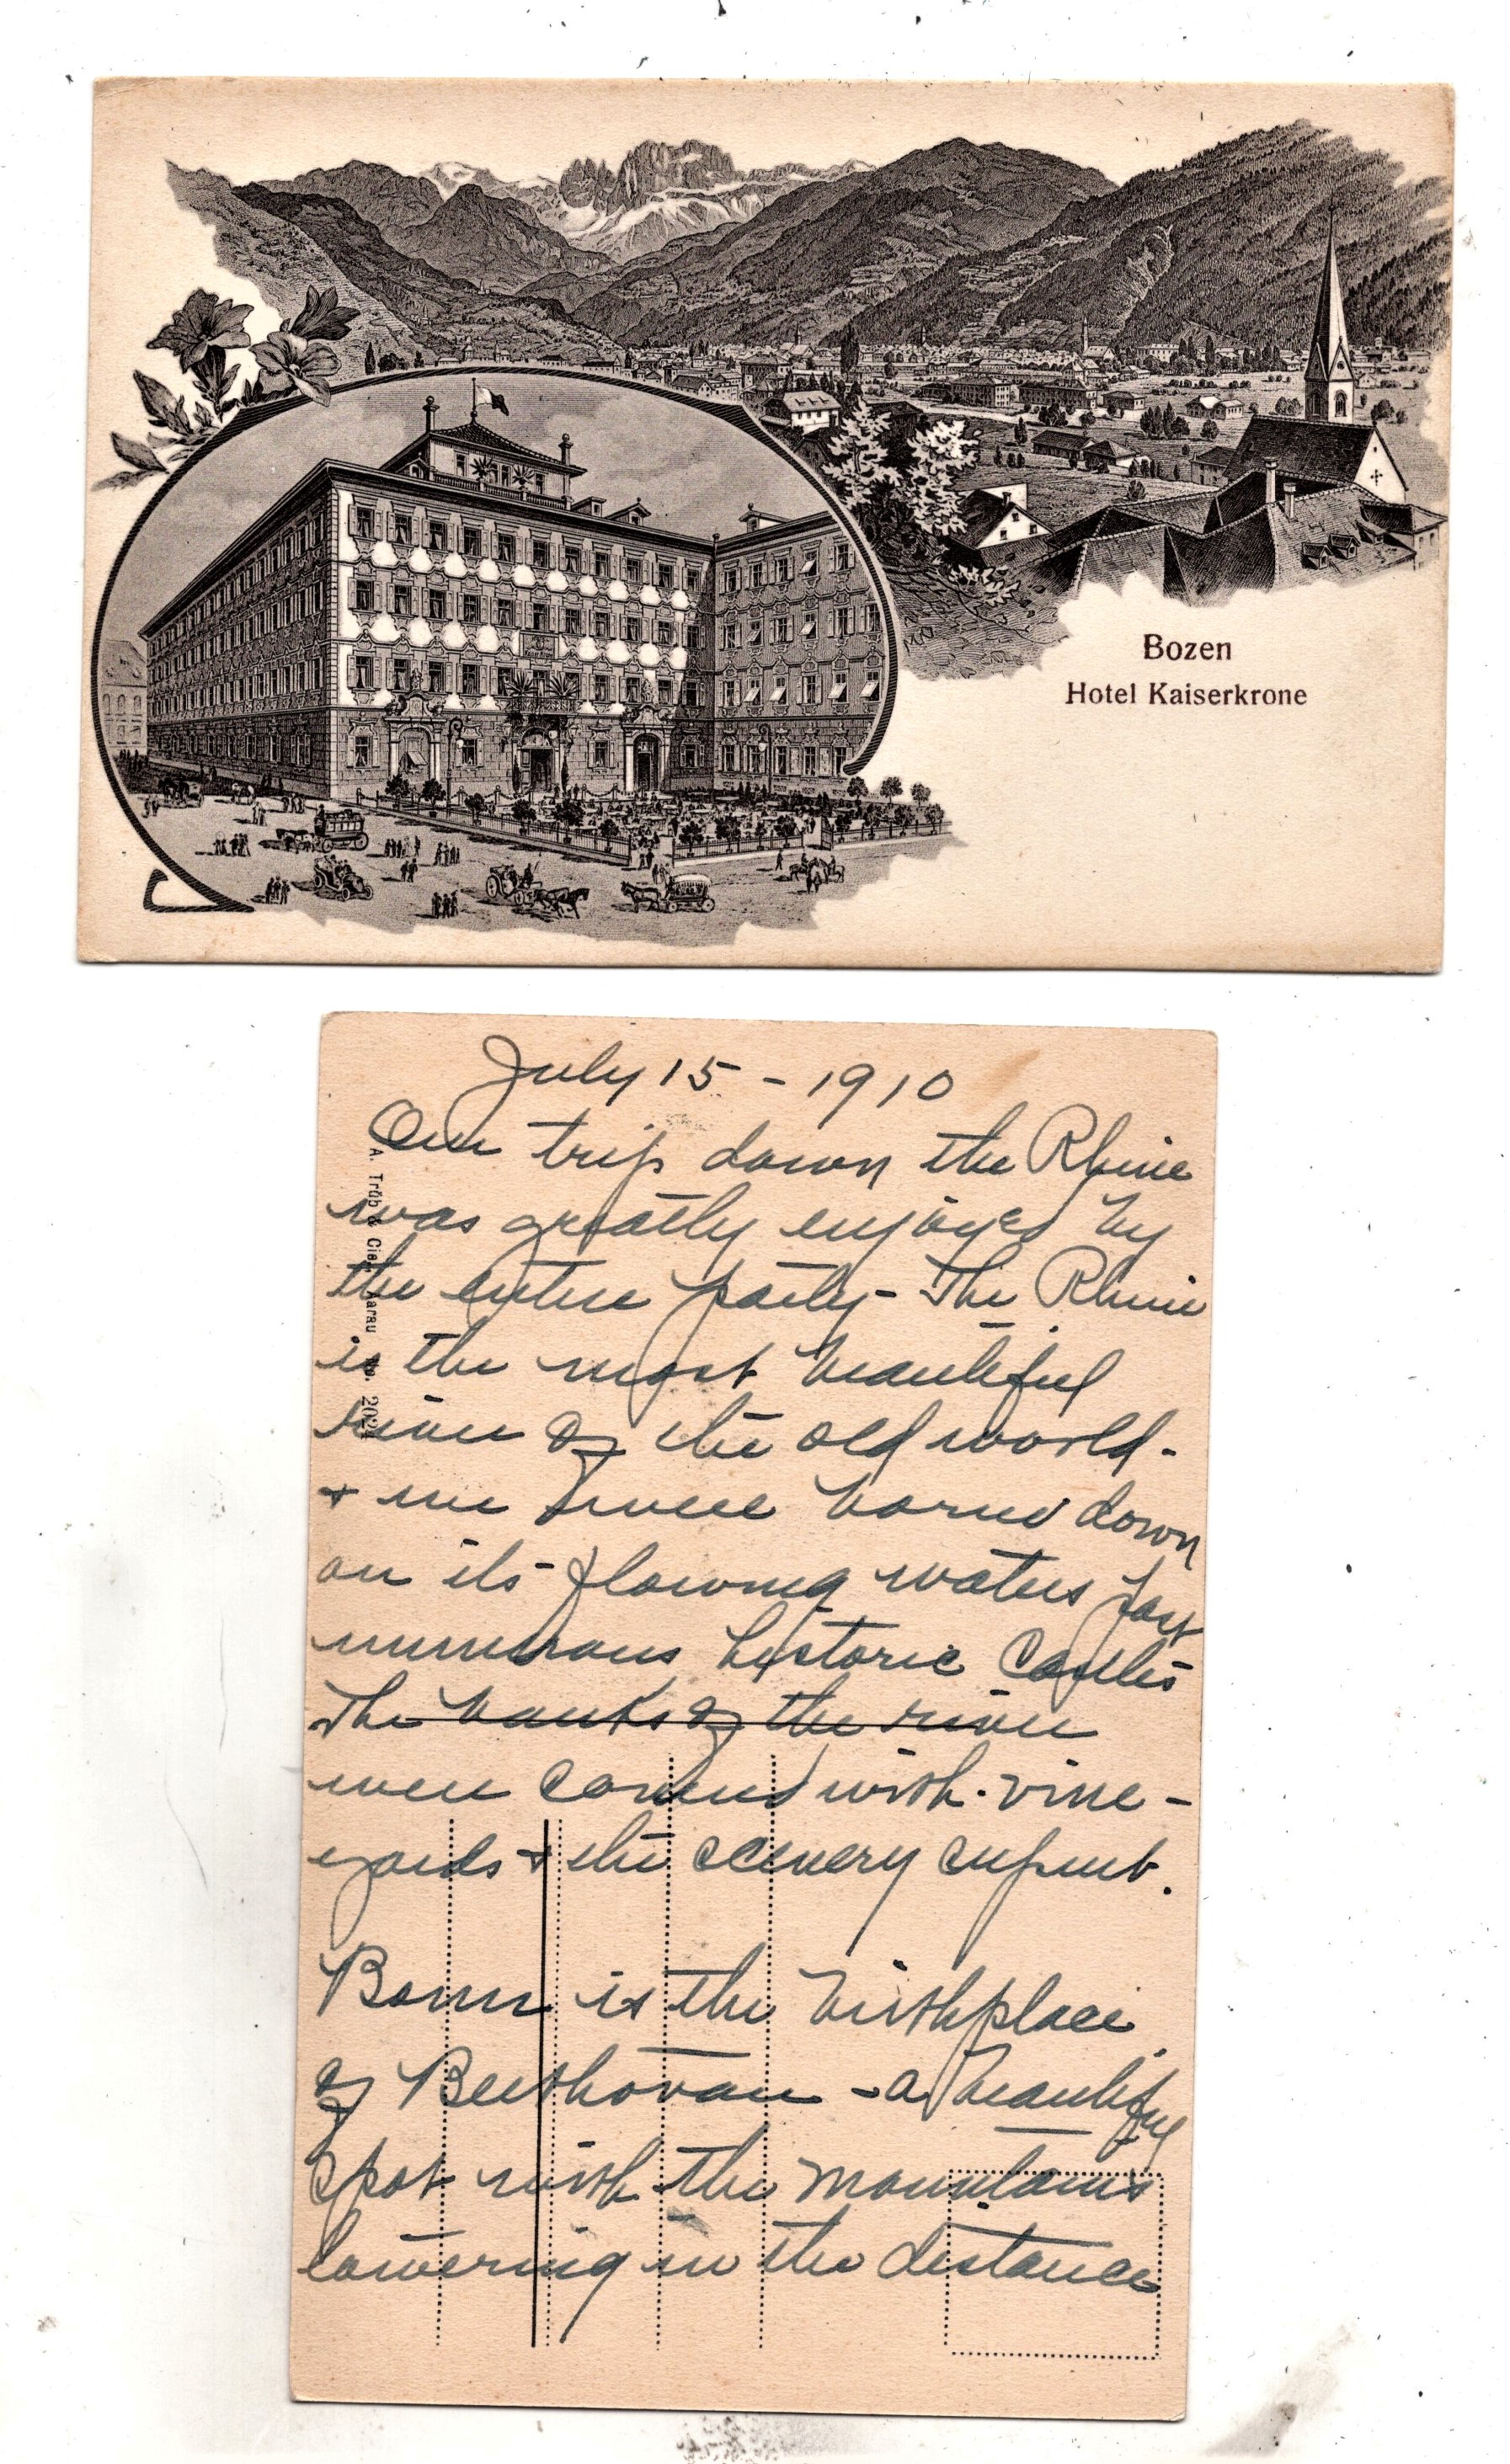 Bozen
Hotel Kaiserkrone
July 15 - 1910
Our trip down the Rhine
was greatly enjoyed by
the entire party - The Rhine
is the most beautiful
river of the old world -
+ we were borne down
on its flowing waters past
numerous historic Castles
The banks of the river
were covered with vine-
yards + the scenery superb.
Bonn is the birthplace
of Beethovan - a beautiful
spot with the mountains
lowering in the distance
A. Trüb & Cie., Aarau No. 2021